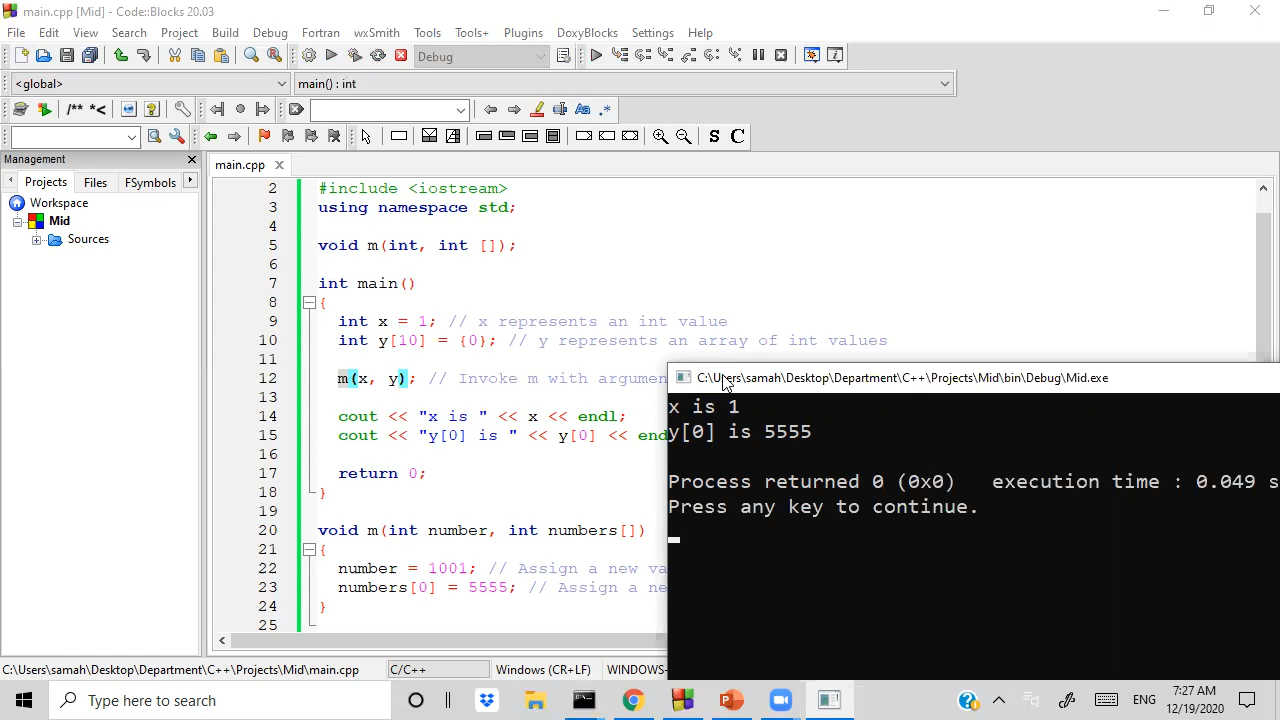 main.cpp [Mid] - Code::Blocks 20.03
File Edit View Search Project Build Debug Fortran wxSmith Tools Tools+ Plugins DoxyBlocks Settings Help
Debug
<global> main() : int
/** *< Aa .*
S C
Management
main.cpp
Projects Files FSymbols
Workspace
Mid
Sources
2 #include <iostream>
3 using namespace std;
4
5 void m(int, int []);
6
7 int main()
8 {
9 int x = 1; // x represents an int value
10 int y[10] = {0}; // y represents an array of int values
11
12 m(x, y); // Invoke m with argumen
13
14 cout << "x is " << x << endl;
15 cout << "y[0] is " << y[0] << end
16
17 return 0;
18 }
19
20 void m(int number, int numbers[])
21 {
22 number = 1001; // Assign a new va
23 numbers[0] = 5555; // Assign a ne
24 }
25
C:\Users\samah\Desktop\Department\C++\Projects\Mid\bin\Debug\Mid.exe
x is 1
y[0] is 5555
Process returned 0 (0x0) execution time : 0.049 s
Press any key to continue.
C:\Users\samah\Desktop\Department\C++\Projects\Mid\main.cpp C/C++ Windows (CR+LF) WINDOWS-
Type here to search
ENG
7:27 AM
12/19/2020